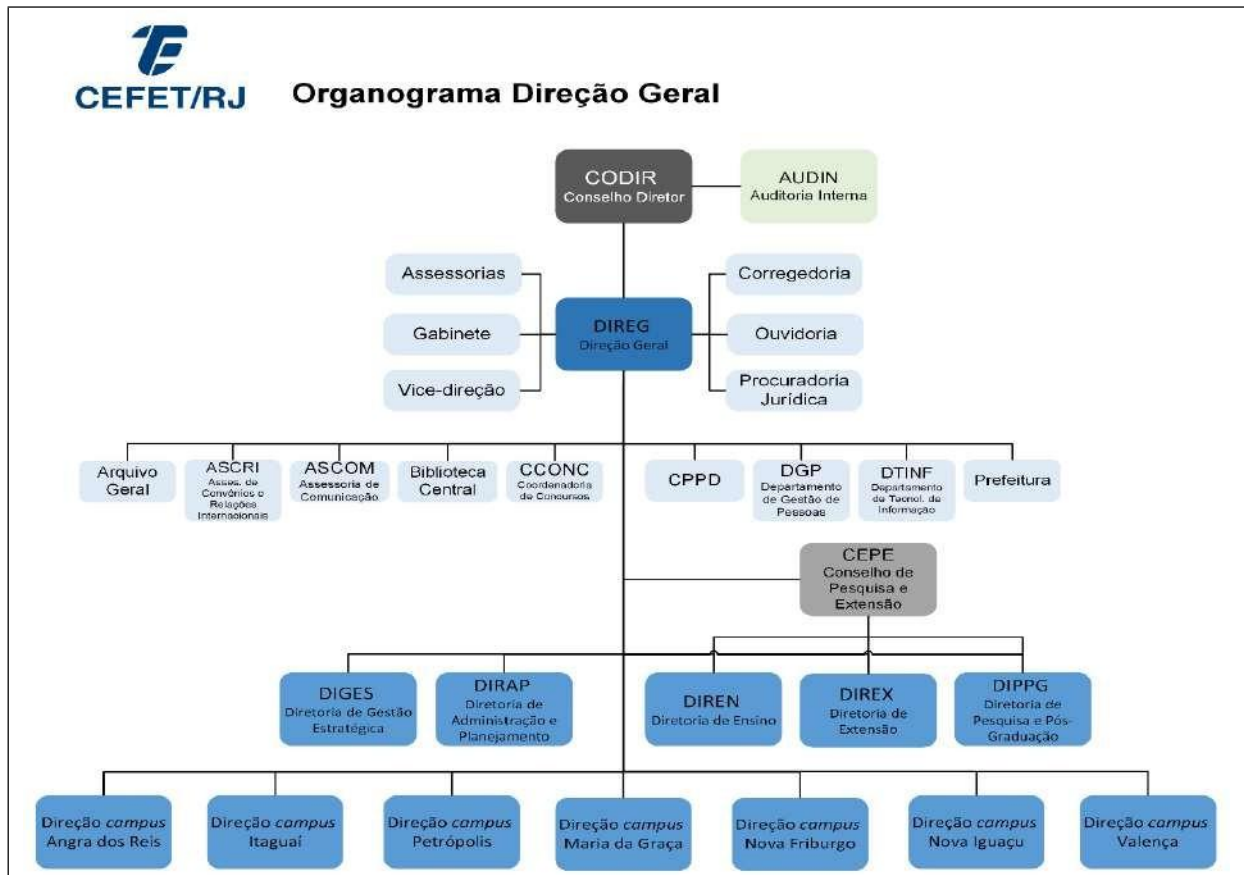 CEFET/RJ
Organograma Direção Geral
CODIR
Conselho Diretor
AUDIN
Auditoria Interna
Assessorias
Corregedoria
Gabinete
DIREG
Direção Geral
Ouvidoria
Vice-direção
Procuradoria
Jurídica
Arquivo
Geral
ASCRI
Asses. de
Convênios e
Relações
Internacionais
ASCOM
Assessoria de
Comunicação
Biblioteca
Central
CCONC
Coordenadoria
de Concursos
CPPD
DGP
Departamento
de Gestão de
Pessoas
DTINF
Departamento
de Tecnol. de
Informação
Prefeitura
CEPE
Conselho de
Pesquisa e
Extensão
DIGES
Diretoria de Gestão
Estratégica
DIRAP
Diretoria de
Administração e
Planejamento
DIREN
Diretoria de Ensino
DIREX
Diretoria de
Extensão
DIPPG
Diretoria de
Pesquisa e Pós-
Graduação
Direção campus
Angra dos Reis
Direção campus
Itaguaí
Direção campus
Petrópolis
Direção campus
Maria da Graça
Direção campus
Nova Friburgo
Direção campus
Nova Iguaçu
Direção campus
Valença